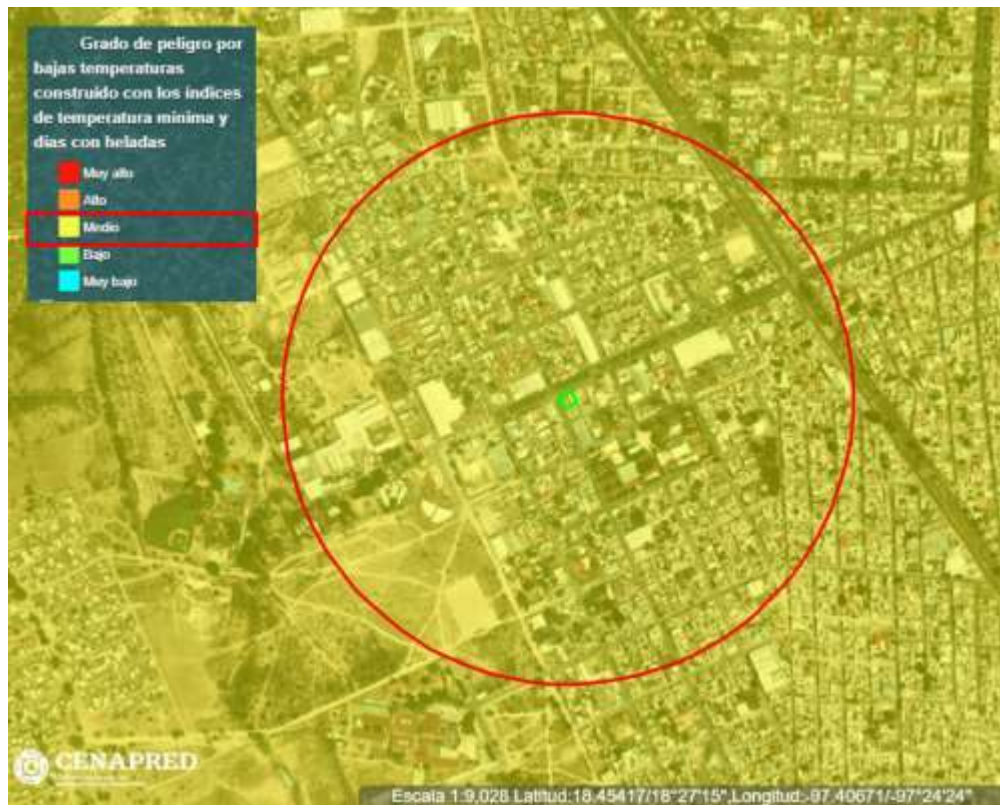 Grado de peligro por
bajas temperaturas
construido con los índices
de temperatura mínima y
días con heladas
Muy alto
Alto
Medio
Bajo
Muy bajo
CENAPRED
Escala 1:9,028 Latitud:18.45417/18°27'15",Longitud:-97.40671/-97°24'24"